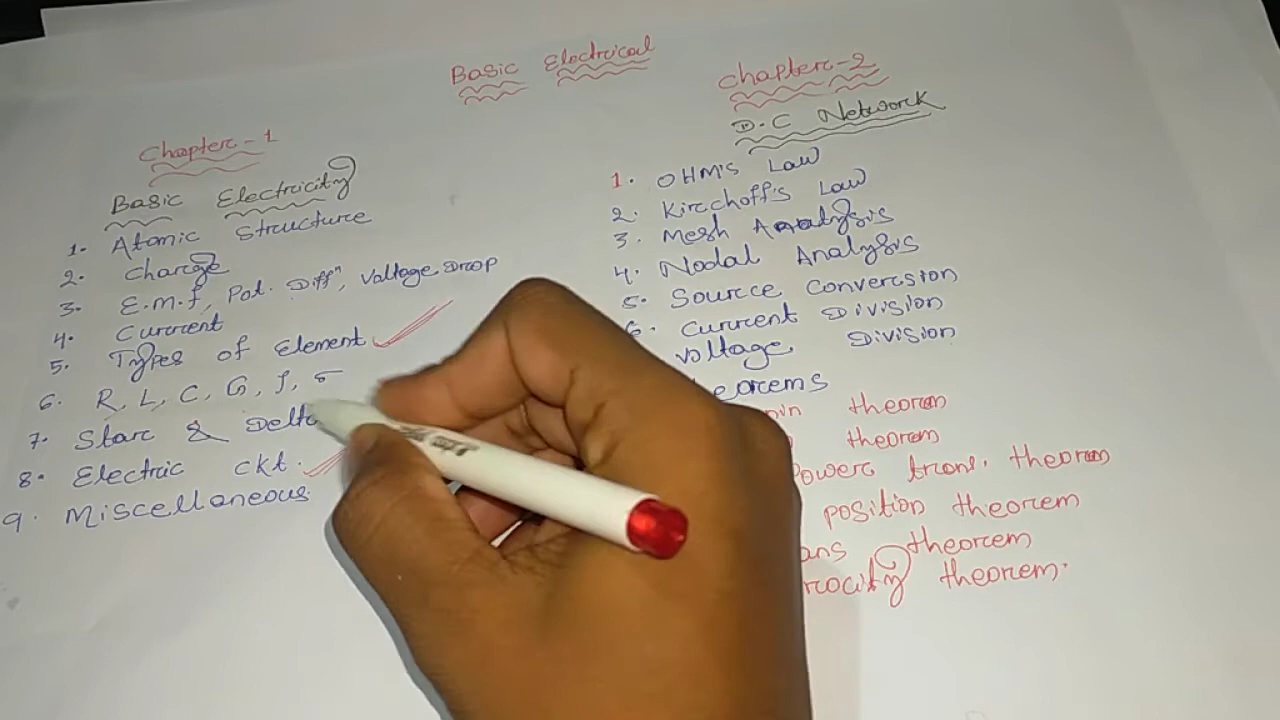 Basic Electrical
Chapter-1
Basic Electricity
1. Atomic Structure
2. Charge
3. E.m.f, Pot. Diffⁿ, Voltage Drop
4. Current
5. Types of Element
6. R, L, C, G, ρ, σ
7. Star & Delta
8. Electric ckt.
9. Miscellaneous
Chapter-2
D.C Network
1. OHM's Law
2. Kirchoff's Law
3. Mesh Analysis
4. Nodal Analysis
5. Source Conversion
6. Current Division
Voltage Division
theorem
theorem
Power trans. theorem
position theorem
theorem
theorem.